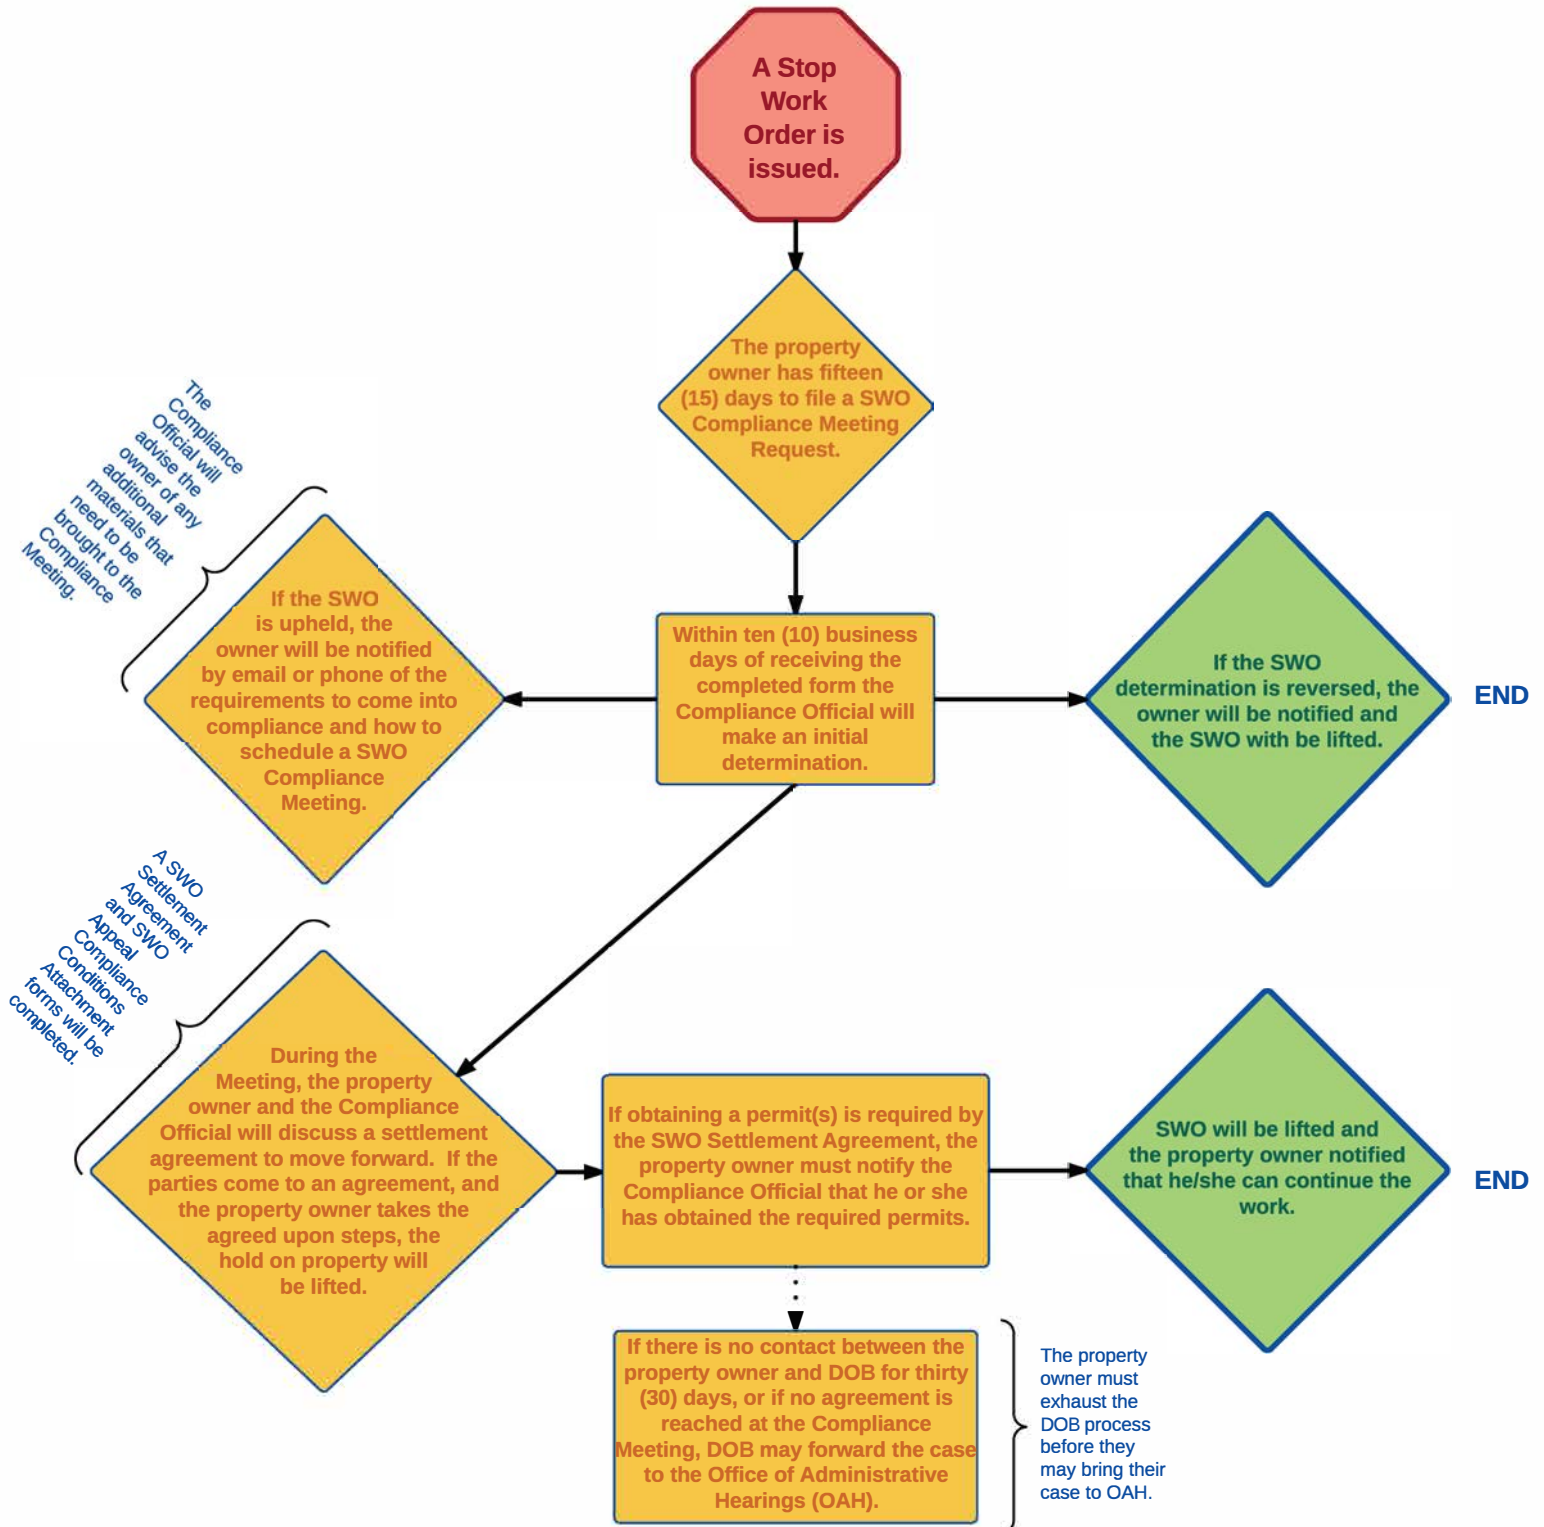 A Stop
Work
Order is
issued.
The property
owner has fifteen
(15) days to file a SWO
Compliance Meeting
Request.
The
Compliance
Official will
advise the
owner of any
additional
materials that
need to be
brought to the
Compliance
Meeting.
If the SWO
is upheld, the
owner will be notified
by email or phone of the
requirements to come into
compliance and how to
schedule a SWO
Compliance
Meeting.
Within ten (10) business
days of receiving the
completed form the
Compliance Official will
make an initial
determination.
If the SWO
determination is reversed, the
owner will be notified and
the SWO with be lifted.
END
A SWO
Settlement
Agreement
and SWO
Appeal
Compliance
Conditions
Attachment
forms will be
completed.
During the
Meeting, the property
owner and the Compliance
Official will discuss a settlement
agreement to move forward.  If the
parties come to an agreement, and
the property owner takes the
agreed upon steps, the
hold on property will
be lifted.
If obtaining a permit(s) is required by
the SWO Settlement Agreement, the
property owner must notify the
Compliance Official that he or she
has obtained the required permits.
SWO will be lifted and
the property owner notified
that he/she can continue the
work.
END
If there is no contact between the
property owner and DOB for thirty
(30) days, or if no agreement is
reached at the Compliance
Meeting, DOB may forward the case
to the Office of Administrative
Hearings (OAH).
The property
owner must
exhaust the
DOB process
before they
may bring their
case to OAH.